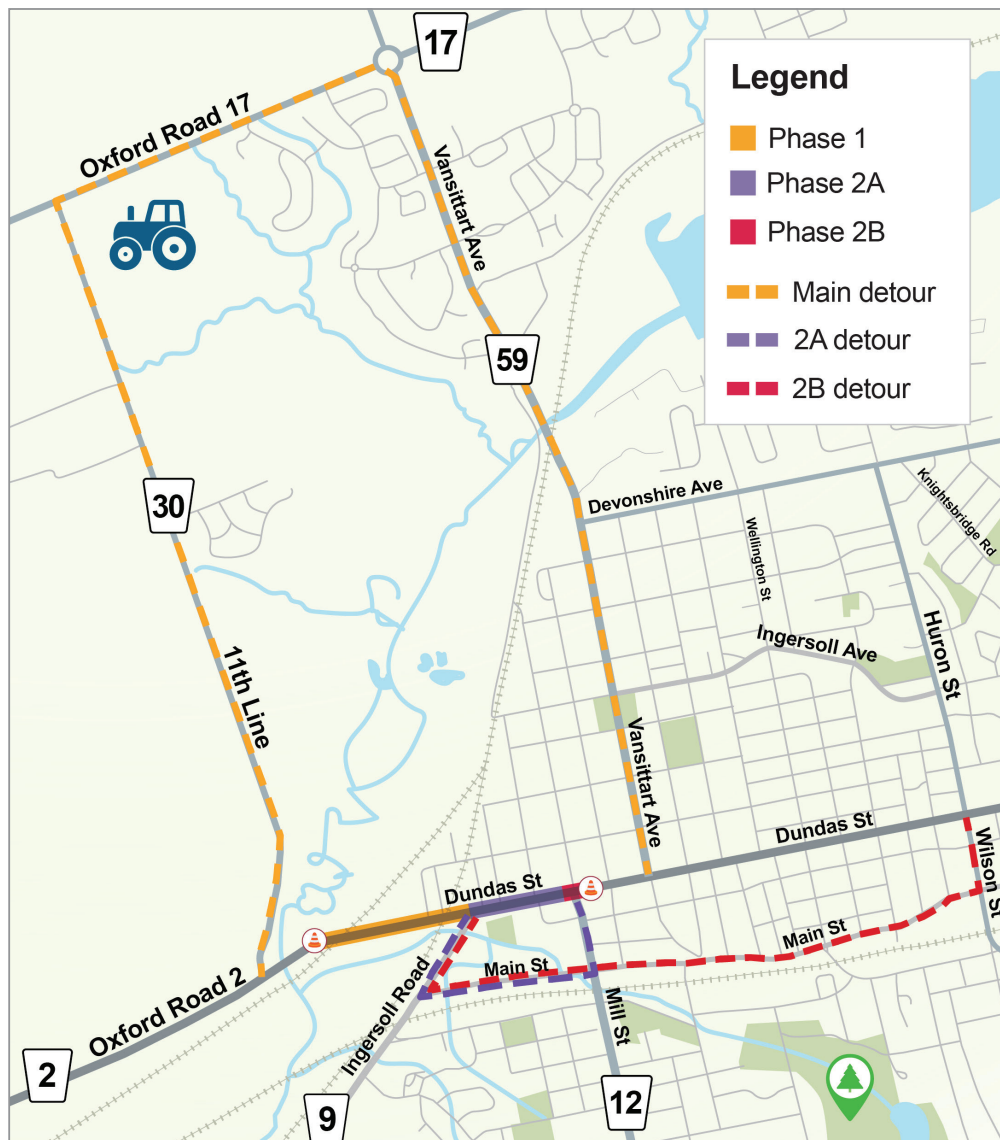 17
Oxford Road 17
Vansittart Ave
Legend
Phase 1
Phase 2A
Phase 2B
Main detour
2A detour
2B detour
59
30
Devonshire Ave
Knightsbridge Rd
Wellington St
Ingersoll Ave
Huron St
11th Line
Vansittart Ave
Dundas St
Dundas St
Wilson St
Main St
Main St
Oxford Road 2
Ingersoll Road
Mill St
2
9
12